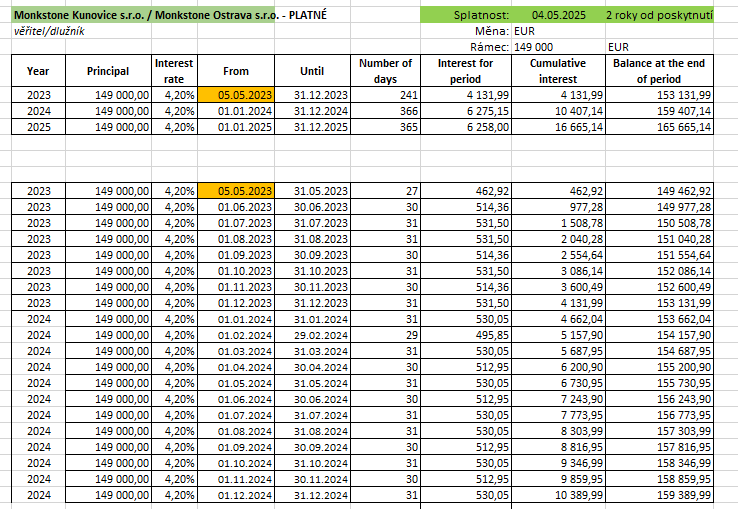 Monkstone Kunovice s.r.o. / Monkstone Ostrava s.r.o. - PLATNÉ Splatnost: 04.05.2025 2 roky od poskytnutí
věřitel/dlužník Měna: EUR
Rámec: 149 000 EUR
Year Principal Interest rate From Until Number of days Interest for period Cumulative interest Balance at the end of period
2023 149 000,00 4,20% 05.05.2023 31.12.2023 241 4 131,99 4 131,99 153 131,99
2024 149 000,00 4,20% 01.01.2024 31.12.2024 366 6 275,15 10 407,14 159 407,14
2025 149 000,00 4,20% 01.01.2025 31.12.2025 365 6 258,00 16 665,14 165 665,14
2023 149 000,00 4,20% 05.05.2023 31.05.2023 27 462,92 462,92 149 462,92
2023 149 000,00 4,20% 01.06.2023 30.06.2023 30 514,36 977,28 149 977,28
2023 149 000,00 4,20% 01.07.2023 31.07.2023 31 531,50 1 508,78 150 508,78
2023 149 000,00 4,20% 01.08.2023 31.08.2023 31 531,50 2 040,28 151 040,28
2023 149 000,00 4,20% 01.09.2023 30.09.2023 30 514,36 2 554,64 151 554,64
2023 149 000,00 4,20% 01.10.2023 31.10.2023 31 531,50 3 086,14 152 086,14
2023 149 000,00 4,20% 01.11.2023 30.11.2023 30 514,36 3 600,49 152 600,49
2023 149 000,00 4,20% 01.12.2023 31.12.2023 31 531,50 4 131,99 153 131,99
2024 149 000,00 4,20% 01.01.2024 31.01.2024 31 530,05 4 662,04 153 662,04
2024 149 000,00 4,20% 01.02.2024 29.02.2024 29 495,85 5 157,90 154 157,90
2024 149 000,00 4,20% 01.03.2024 31.03.2024 31 530,05 5 687,95 154 687,95
2024 149 000,00 4,20% 01.04.2024 30.04.2024 30 512,95 6 200,90 155 200,90
2024 149 000,00 4,20% 01.05.2024 31.05.2024 31 530,05 6 730,95 155 730,95
2024 149 000,00 4,20% 01.06.2024 30.06.2024 30 512,95 7 243,90 156 243,90
2024 149 000,00 4,20% 01.07.2024 31.07.2024 31 530,05 7 773,95 156 773,95
2024 149 000,00 4,20% 01.08.2024 31.08.2024 31 530,05 8 303,99 157 303,99
2024 149 000,00 4,20% 01.09.2024 30.09.2024 30 512,95 8 816,95 157 816,95
2024 149 000,00 4,20% 01.10.2024 31.10.2024 31 530,05 9 346,99 158 346,99
2024 149 000,00 4,20% 01.11.2024 30.11.2024 30 512,95 9 859,95 158 859,95
2024 149 000,00 4,20% 01.12.2024 31.12.2024 31 530,05 10 389,99 159 389,99